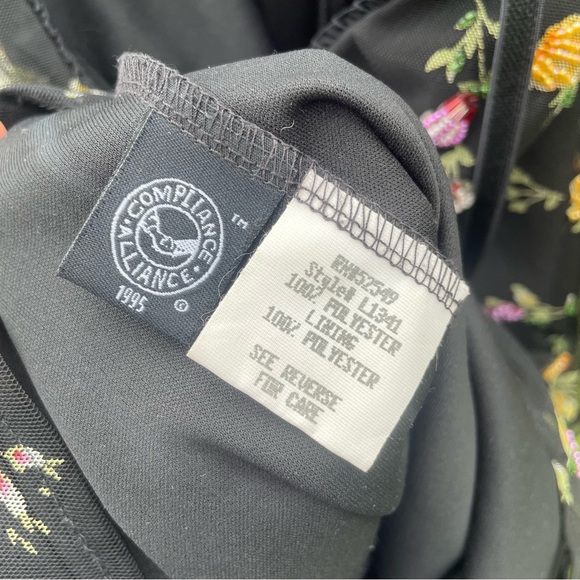 COMPLIANCE
ALLIANCE
™
1995 ©
RN#52549
Style# L1341
100% POLYESTER
LINING
100% POLYESTER
SEE REVERSE
FOR CARE